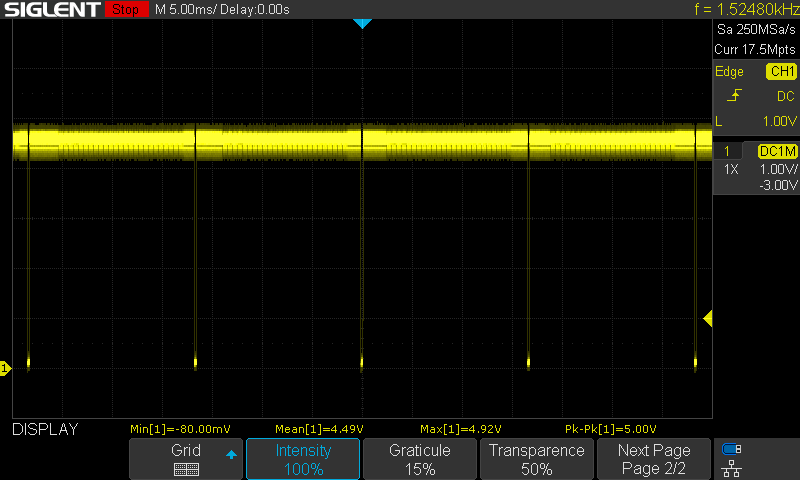 SIGLENT Stop M 5.00ms/ Delay:0.00s f = 1.52480kHz
Sa 250MSa/s
Curr 17.5Mpts
Edge CH1
DC
L 1.00V
1 DC1M
1X 1.00V/
-3.00V
1
DISPLAY Min[1]=-80.00mV Mean[1]=4.49V Max[1]=4.92V Pk-Pk[1]=5.00V
Grid Intensity Graticule Transparence Next Page
100% 15% 50% Page 2/2